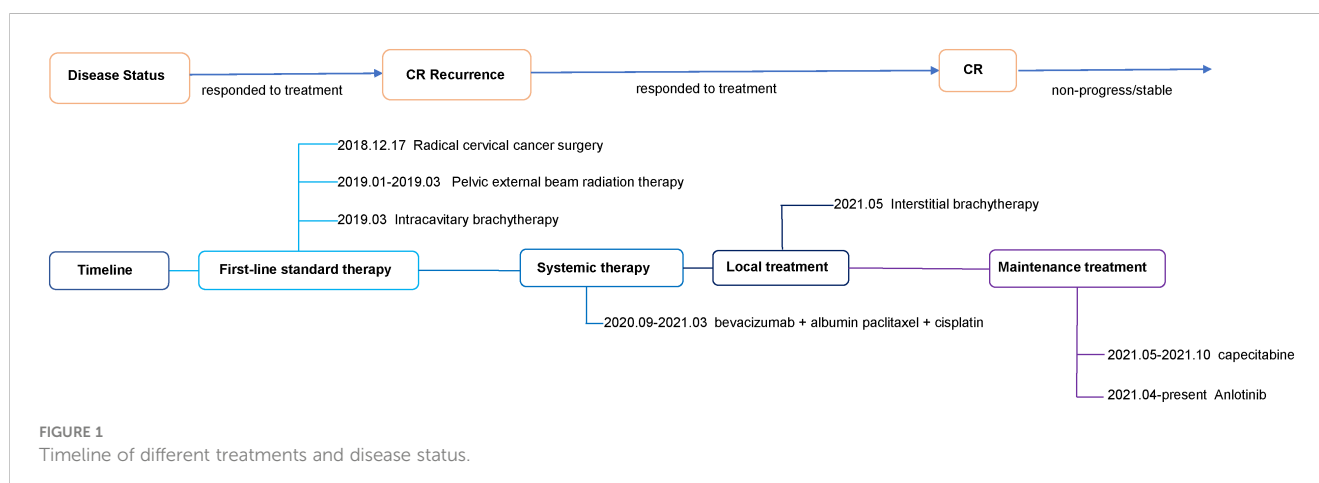 Disease Status
responded to treatment
CR Recurrence
responded to treatment
CR
non-progress/stable
2018.12.17 Radical cervical cancer surgery
2019.01-2019.03 Pelvic external beam radiation therapy
2019.03 Intracavitary brachytherapy
2021.05 Interstitial brachytherapy
Timeline
First-line standard therapy
Systemic therapy
Local treatment
Maintenance treatment
2020.09-2021.03 bevacizumab + albumin paclitaxel + cisplatin
2021.05-2021.10 capecitabine
2021.04-present Anlotinib
FIGURE 1
Timeline of different treatments and disease status.